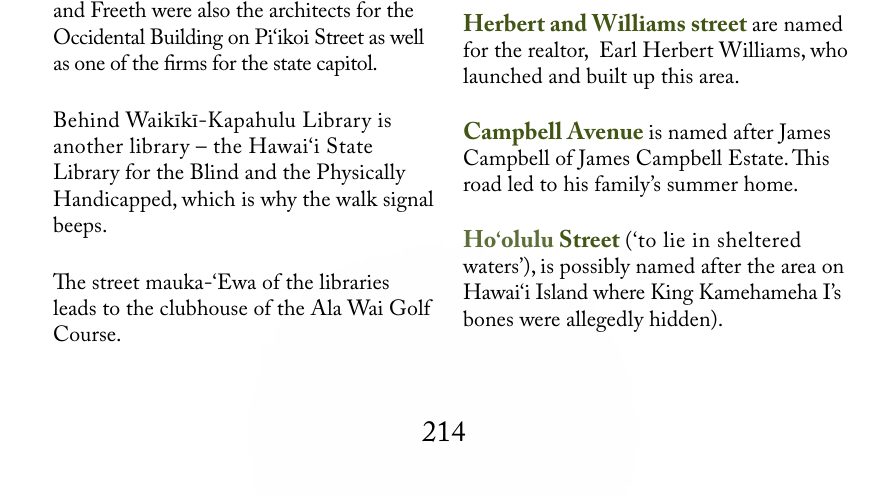 and Freeth were also the architects for the
Occidental Building on Pi‘ikoi Street as well
as one of the firms for the state capitol.
Behind Waikīkī-Kapahulu Library is
another library – the Hawai‘i State
Library for the Blind and the Physically
Handicapped, which is why the walk signal
beeps.
The street mauka-‘Ewa of the libraries
leads to the clubhouse of the Ala Wai Golf
Course.
Herbert and Williams street are named
for the realtor, Earl Herbert Williams, who
launched and built up this area.
Campbell Avenue is named after James
Campbell of James Campbell Estate. This
road led to his family’s summer home.
Ho‘olulu Street (‘to lie in sheltered
waters’), is possibly named after the area on
Hawai‘i Island where King Kamehameha I’s
bones were allegedly hidden).
214